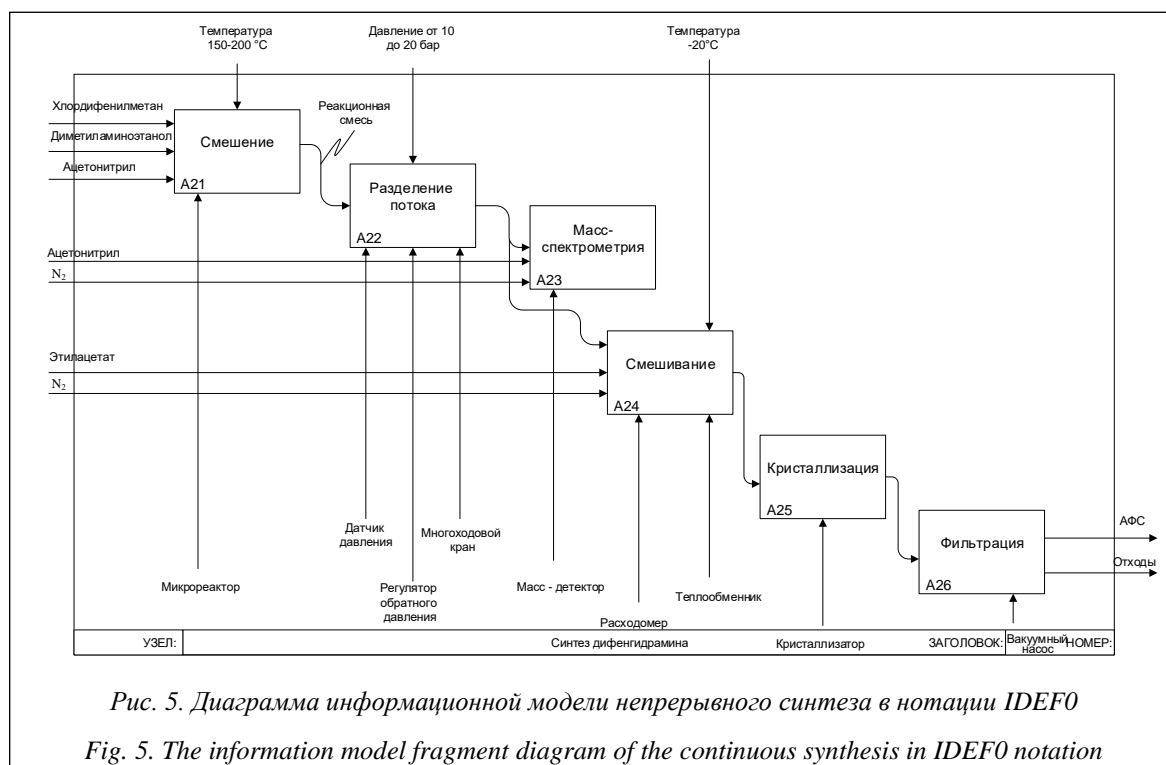 Температура
150-200 °C
Давление от 10
до 20 бар
Температура
-20°C
Хлордифенилметан
Диметиламиноэтанол
Ацетонитрил
Смешение
A21
Реакционная
смесь
Разделение
потока
A22
Масс-
спектрометрия
A23
Ацетонитрил
N₂
Этилацетат
N₂
Смешивание
A24
Кристаллизация
A25
Фильтрация
A26
АФС
Отходы
Датчик
давления
Многоходовой
кран
Микрореактор
Регулятор
обратного
давления
Масс - детектор
Теплообменник
Расходомер
УЗЕЛ:
Синтез дифенгидрамина
Кристаллизатор
ЗАГОЛОВОК:
Вакуумный
насос
НОМЕР:
Рис. 5. Диаграмма информационной модели непрерывного синтеза в нотации IDEF0
Fig. 5. The information model fragment diagram of the continuous synthesis in IDEF0 notation